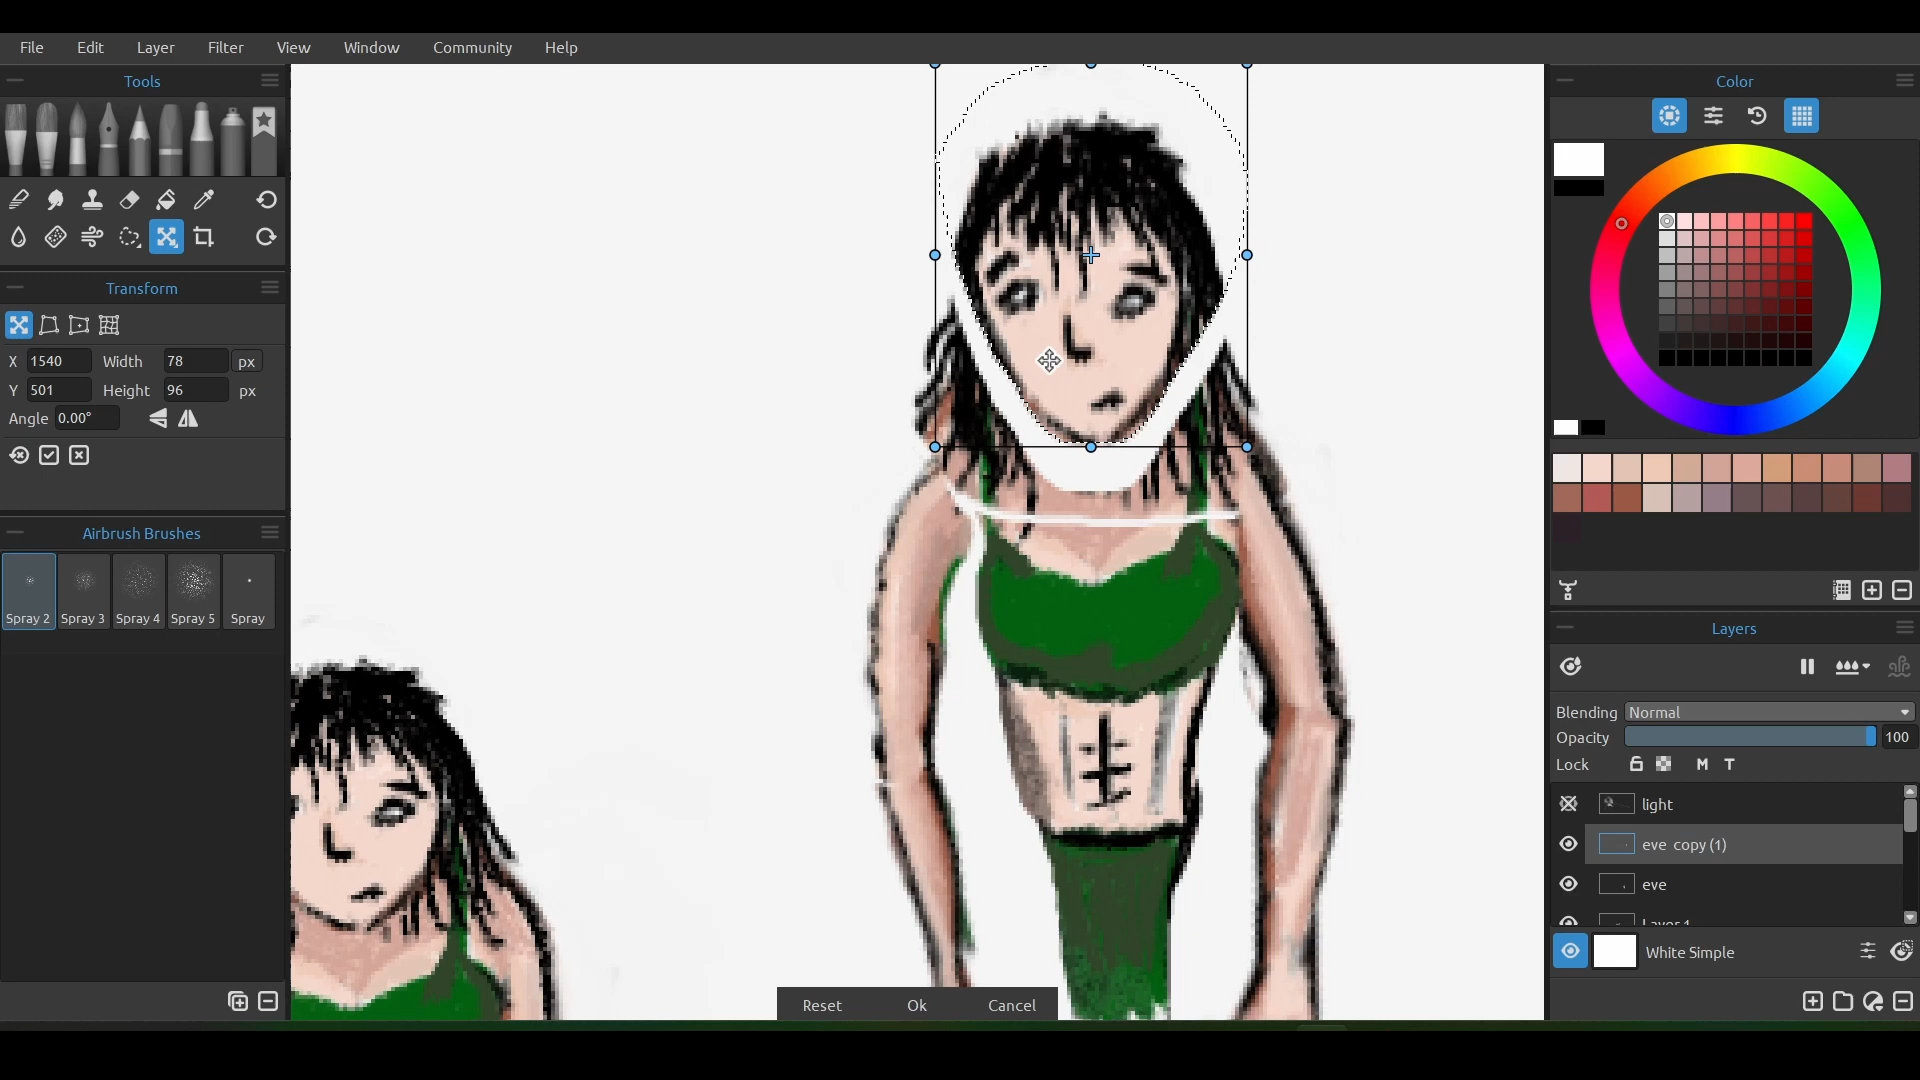 File Edit Layer Filter View Window Community Help
Tools
Transform
X 1540 Width 78 px
Y 501 Height 96 px
Angle 0.00°
Airbrush Brushes
Spray 2 Spray 3 Spray 4 Spray 5 Spray
Reset Ok Cancel
Color
Layers
Blending Normal
Opacity 100
Lock M T
light
eve copy (1)
eve
Layer 1
White Simple